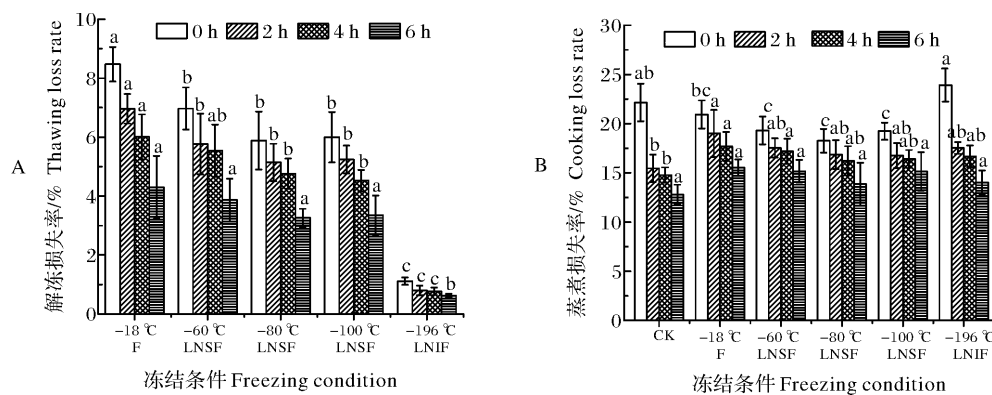 A
解冻损失率/% Thawing loss rate
0 h 2 h 4 h 6 h
10
8
6
4
2
0
a a a a
b b ab a
b b b a
b b b a
c c c b
−18 ℃ −60 ℃ −80 ℃ −100 ℃ −196 ℃
F LNSF LNSF LNSF LNIF
冻结条件 Freezing condition
B
蒸煮损失率/% Cooking loss rate
0 h 2 h 4 h 6 h
30
25
20
15
10
5
0
ab b b a
bc a a a
c ab ab a
c ab ab a
c ab ab a
a ab ab a
CK −18 ℃ −60 ℃ −80 ℃ −100 ℃ −196 ℃
F LNSF LNSF LNSF LNIF
冻结条件 Freezing condition